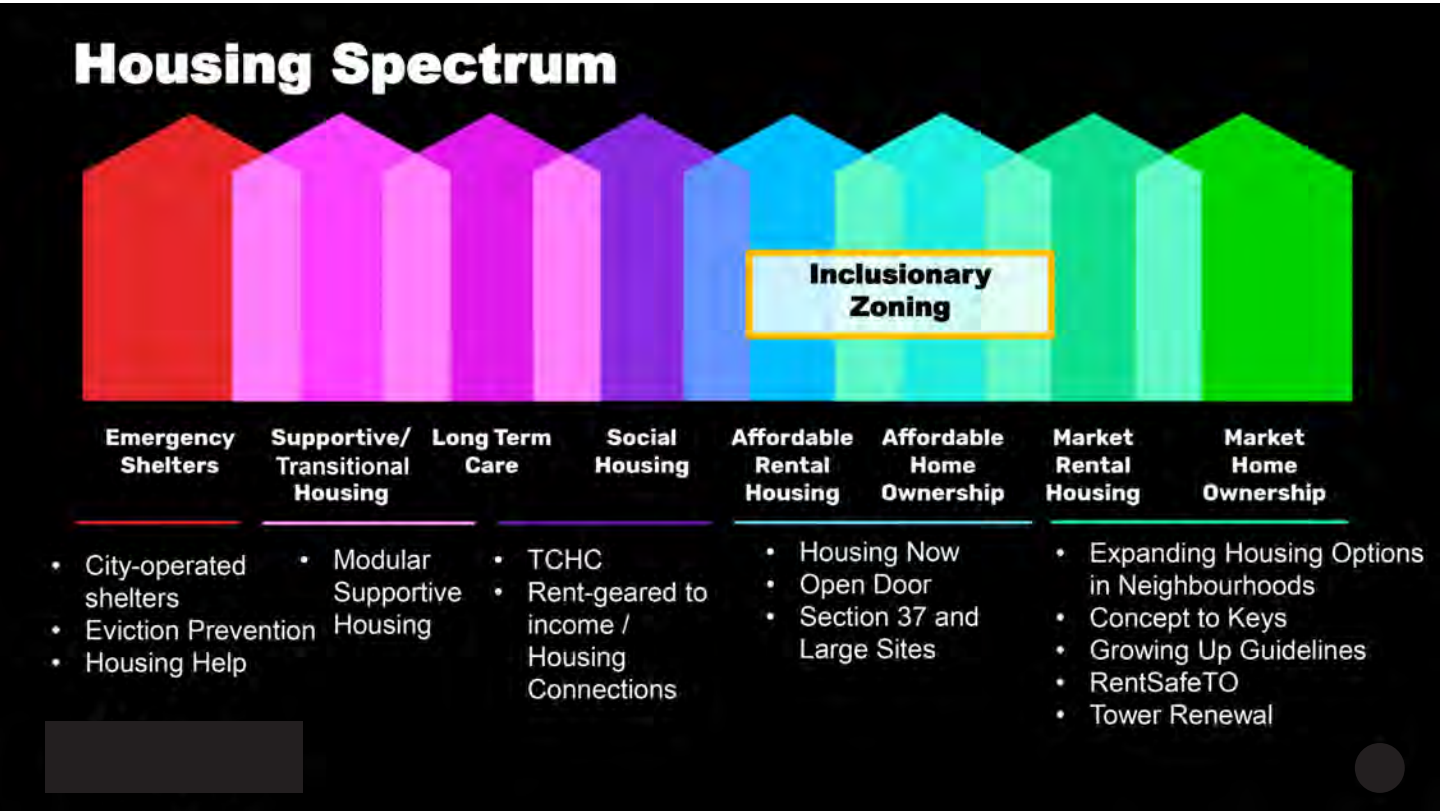 Housing Spectrum
Inclusionary
Zoning
Emergency
Shelters
Supportive/
Transitional
Housing
Long Term
Care
Social
Housing
Affordable
Rental
Housing
Affordable
Home
Ownership
Market
Rental
Housing
Market
Home
Ownership
• City-operated
shelters
• Eviction Prevention
• Housing Help
• Modular
Supportive
Housing
• TCHC
• Rent-geared to
income /
Housing
Connections
• Housing Now
• Open Door
• Section 37 and
Large Sites
• Expanding Housing Options
in Neighbourhoods
• Concept to Keys
• Growing Up Guidelines
• RentSafeTO
• Tower Renewal